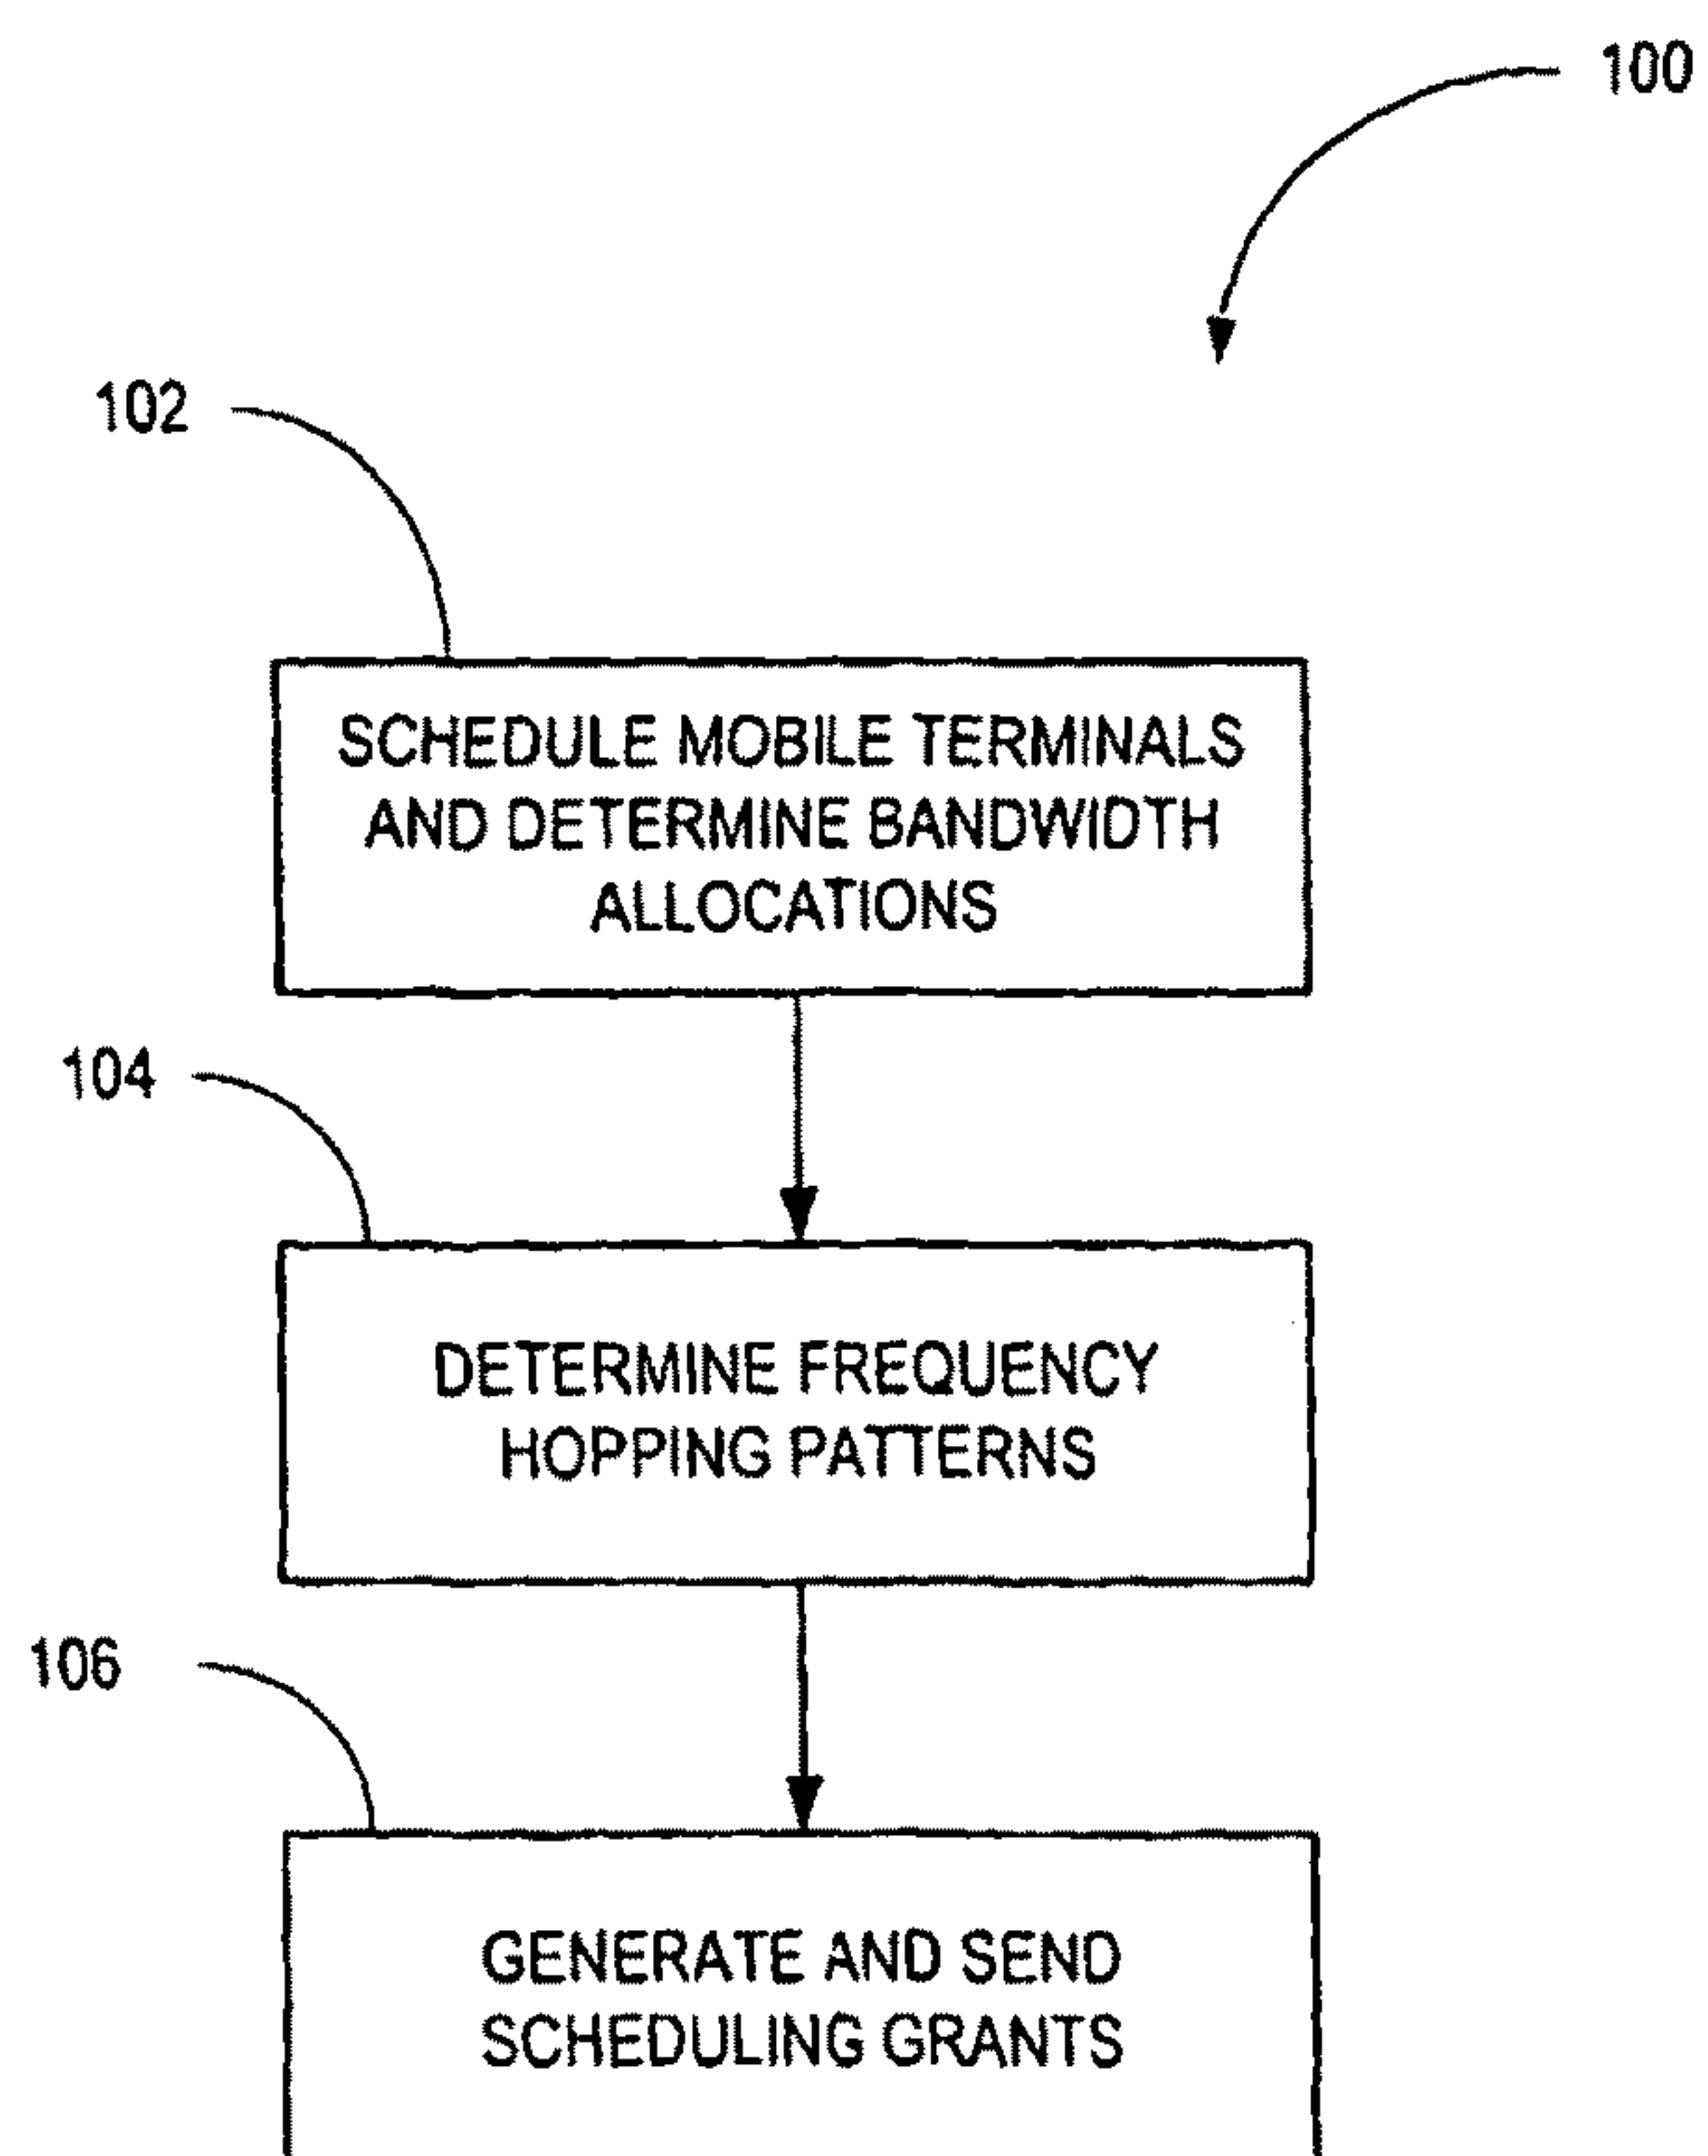 100
102
SCHEDULE MOBILE TERMINALS
AND DETERMINE BANDWIDTH
ALLOCATIONS
104
DETERMINE FREQUENCY
HOPPING PATTERNS
106
GENERATE AND SEND
SCHEDULING GRANTS